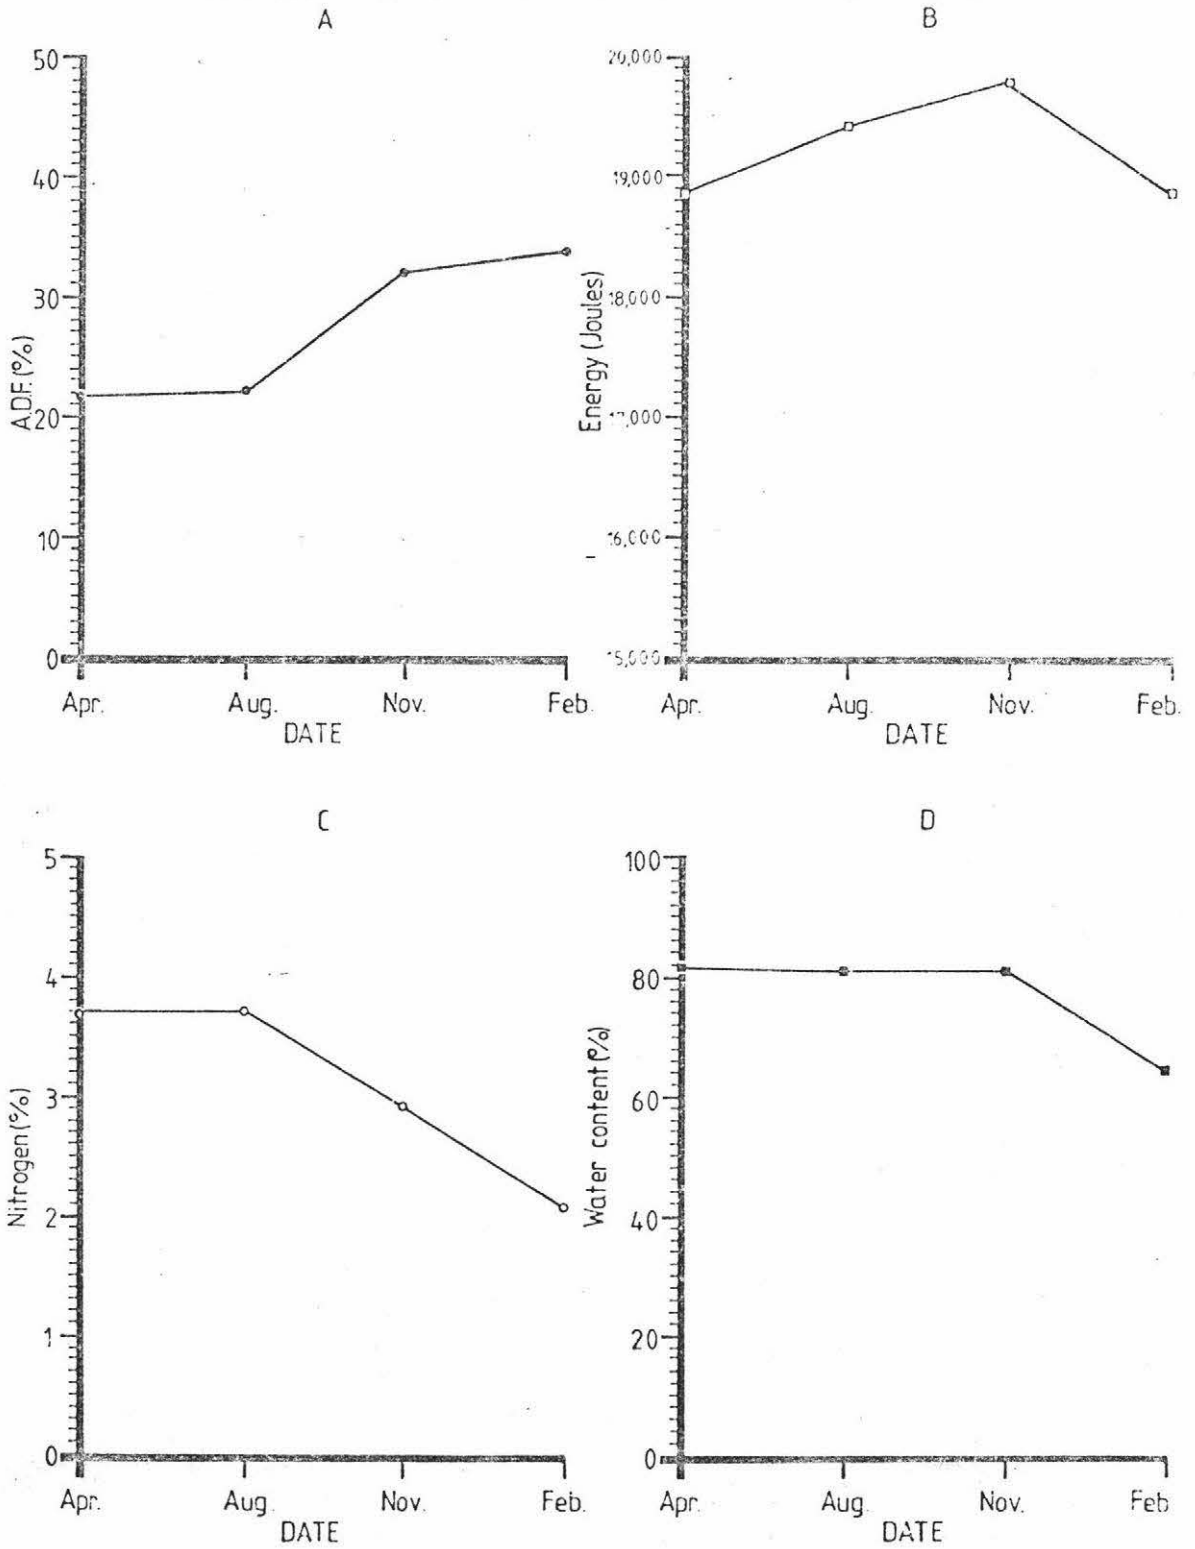 A
50
40
30
20
10
0
A.D.F. (%)
Apr. Aug. Nov. Feb.
DATE
B
20,000
19,000
18,000
17,000
16,000
15,000
Energy (Joules)
Apr. Aug. Nov. Feb.
DATE
C
5
4
3
2
1
0
Nitrogen (%)
Apr. Aug. Nov. Feb.
DATE
D
100
80
60
40
20
0
Water content (%)
Apr. Aug. Nov. Feb
DATE